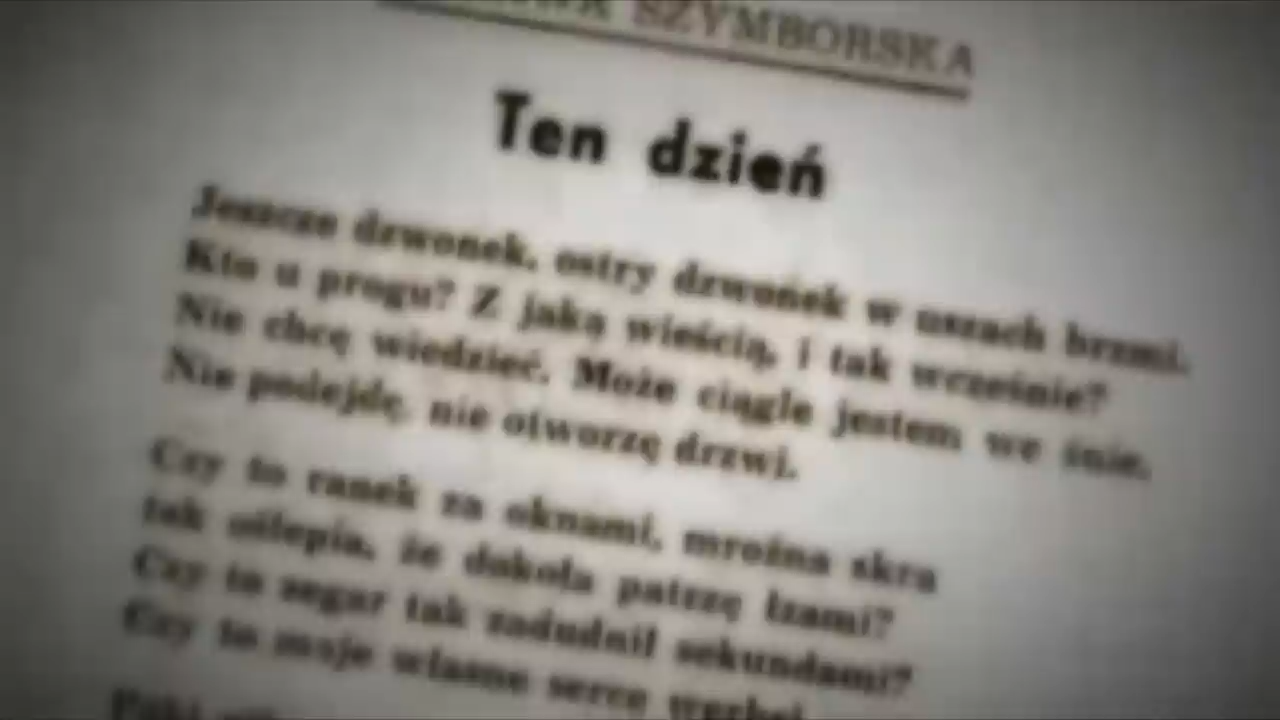 SZYMBORSKA
Ten dzień
Jeszcze dzwonek, ostry dzwonek w uszach brzmi.
Kto u progu? Z jaką wieścią, i tak wcześnie?
Nie chcę wiedzieć. Może ciągle jestem we śnie.
Nie podejdę, nie otworzę drzwi.
Czy to ranek za oknami, mroźna skra
tak oślepia, że dokoła patrzę łzami?
Czy to zegar tak zadudnił sekundami?
Czy to moje własne serce werbel
Póki